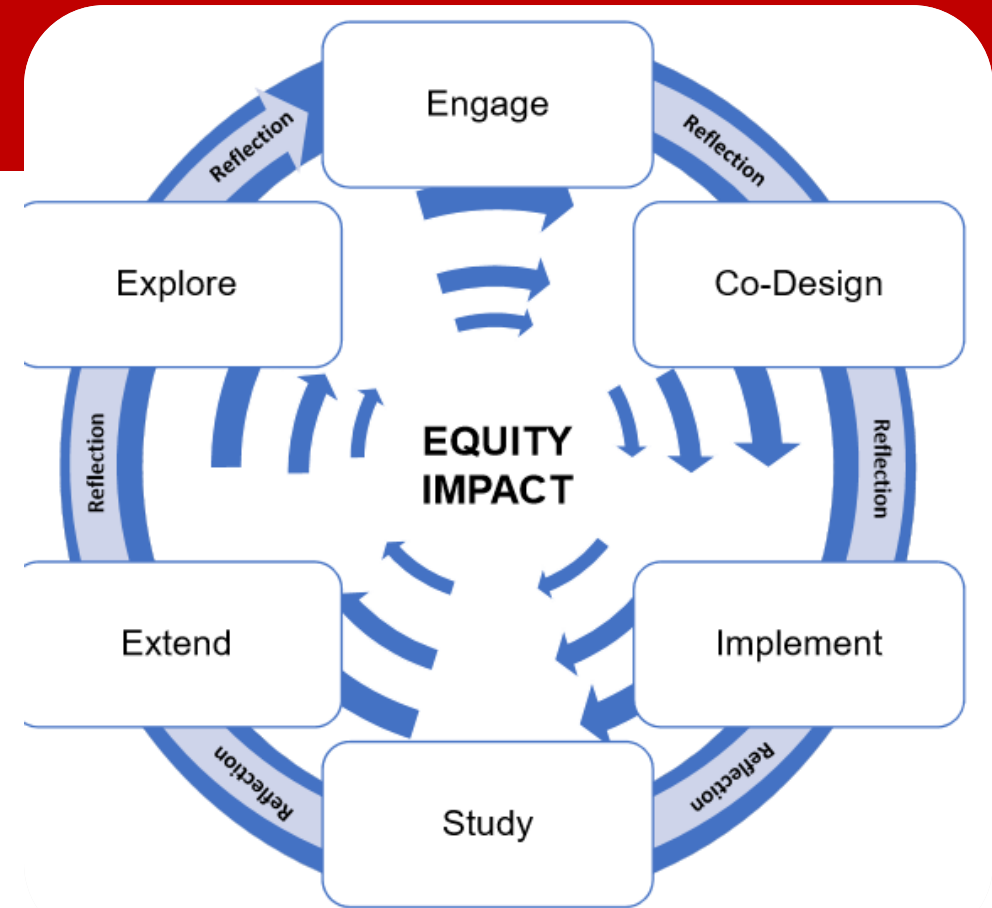 Engage
Reflection
Reflection
Explore
Co-Design
Reflection
EQUITY
IMPACT
Reflection
Extend
Implement
Reflection
Reflection
Study